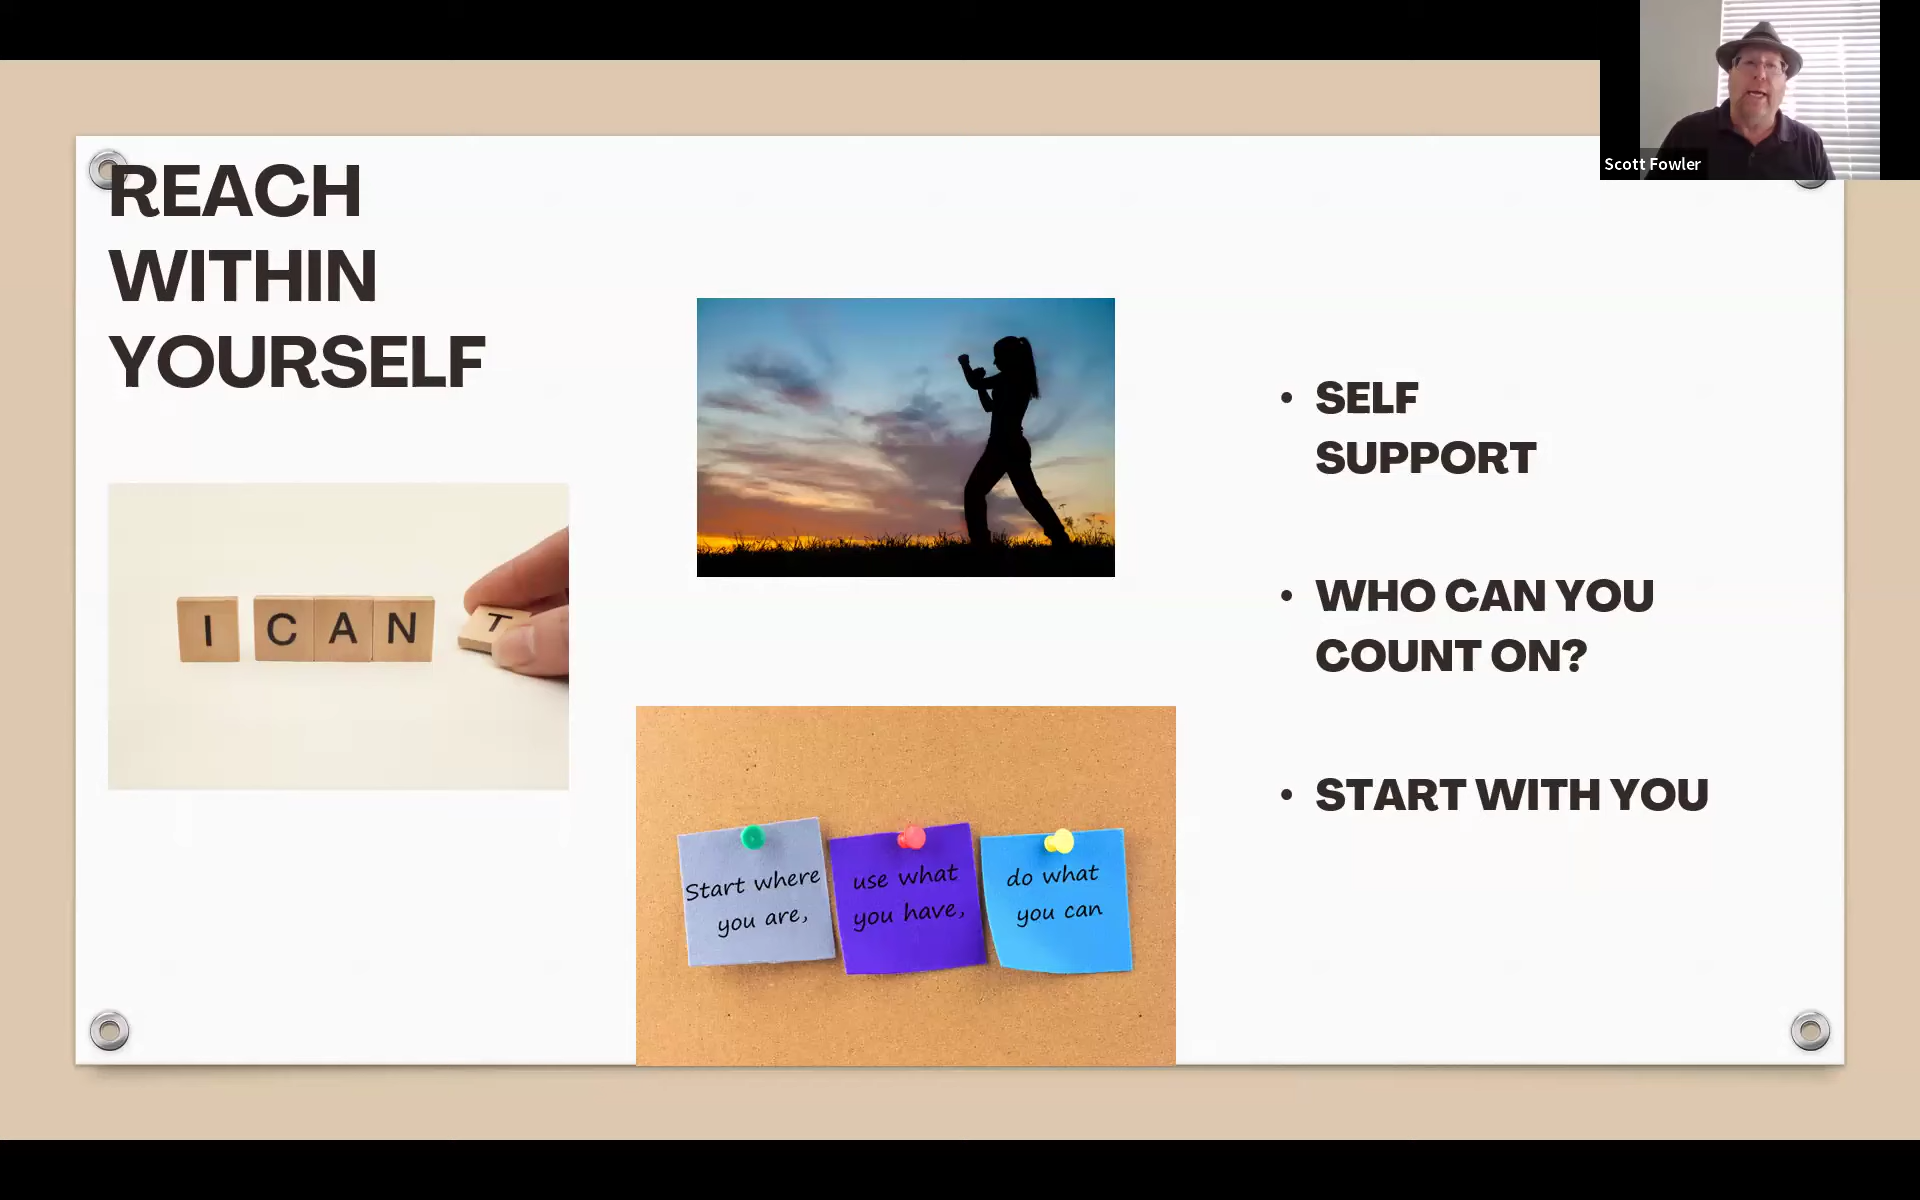 Scott Fowler
REACH
WITHIN
YOURSELF
I CAN T
Start where
you are,
use what
you have,
do what
you can
• SELF
SUPPORT
• WHO CAN YOU
COUNT ON?
• START WITH YOU